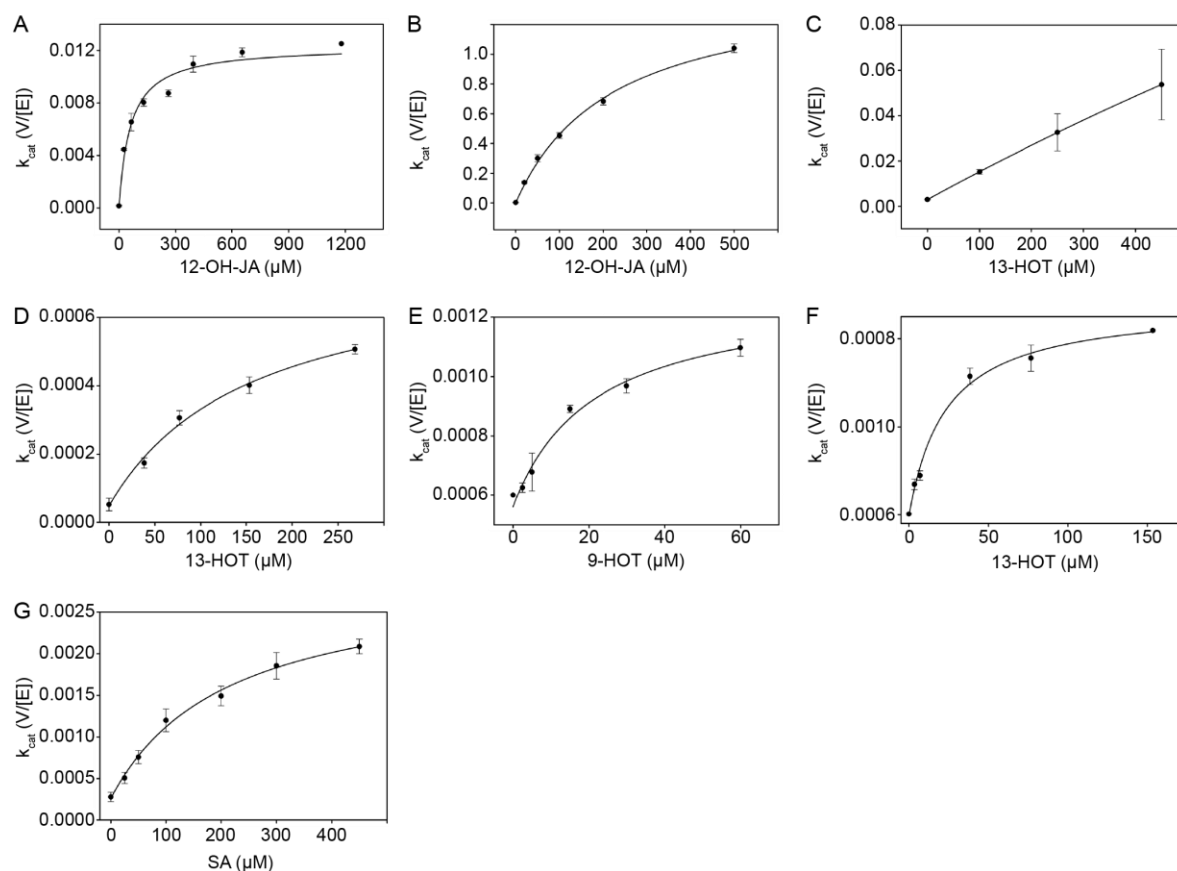 A
0.012
0.008
0.004
0.000
k_cat (V/[E])
0 300 600 900 1200
12-OH-JA (µM)
B
1.0
0.8
0.6
0.4
0.2
0.0
k_cat (V/[E])
0 100 200 300 400 500
12-OH-JA (µM)
C
0.08
0.06
0.04
0.02
0.00
k_cat (V/[E])
0 100 200 300 400
13-HOT (µM)
D
0.0006
0.0004
0.0002
0.0000
k_cat (V/[E])
0 50 100 150 200 250
13-HOT (µM)
E
0.0012
0.0010
0.0008
0.0006
k_cat (V/[E])
0 20 40 60
9-HOT (µM)
F
0.0008
0.0010
0.0006
k_cat (V/[E])
0 50 100 150
13-HOT (µM)
G
0.0025
0.0020
0.0015
0.0010
0.0005
0.0000
k_cat (V/[E])
0 100 200 300 400
SA (µM)